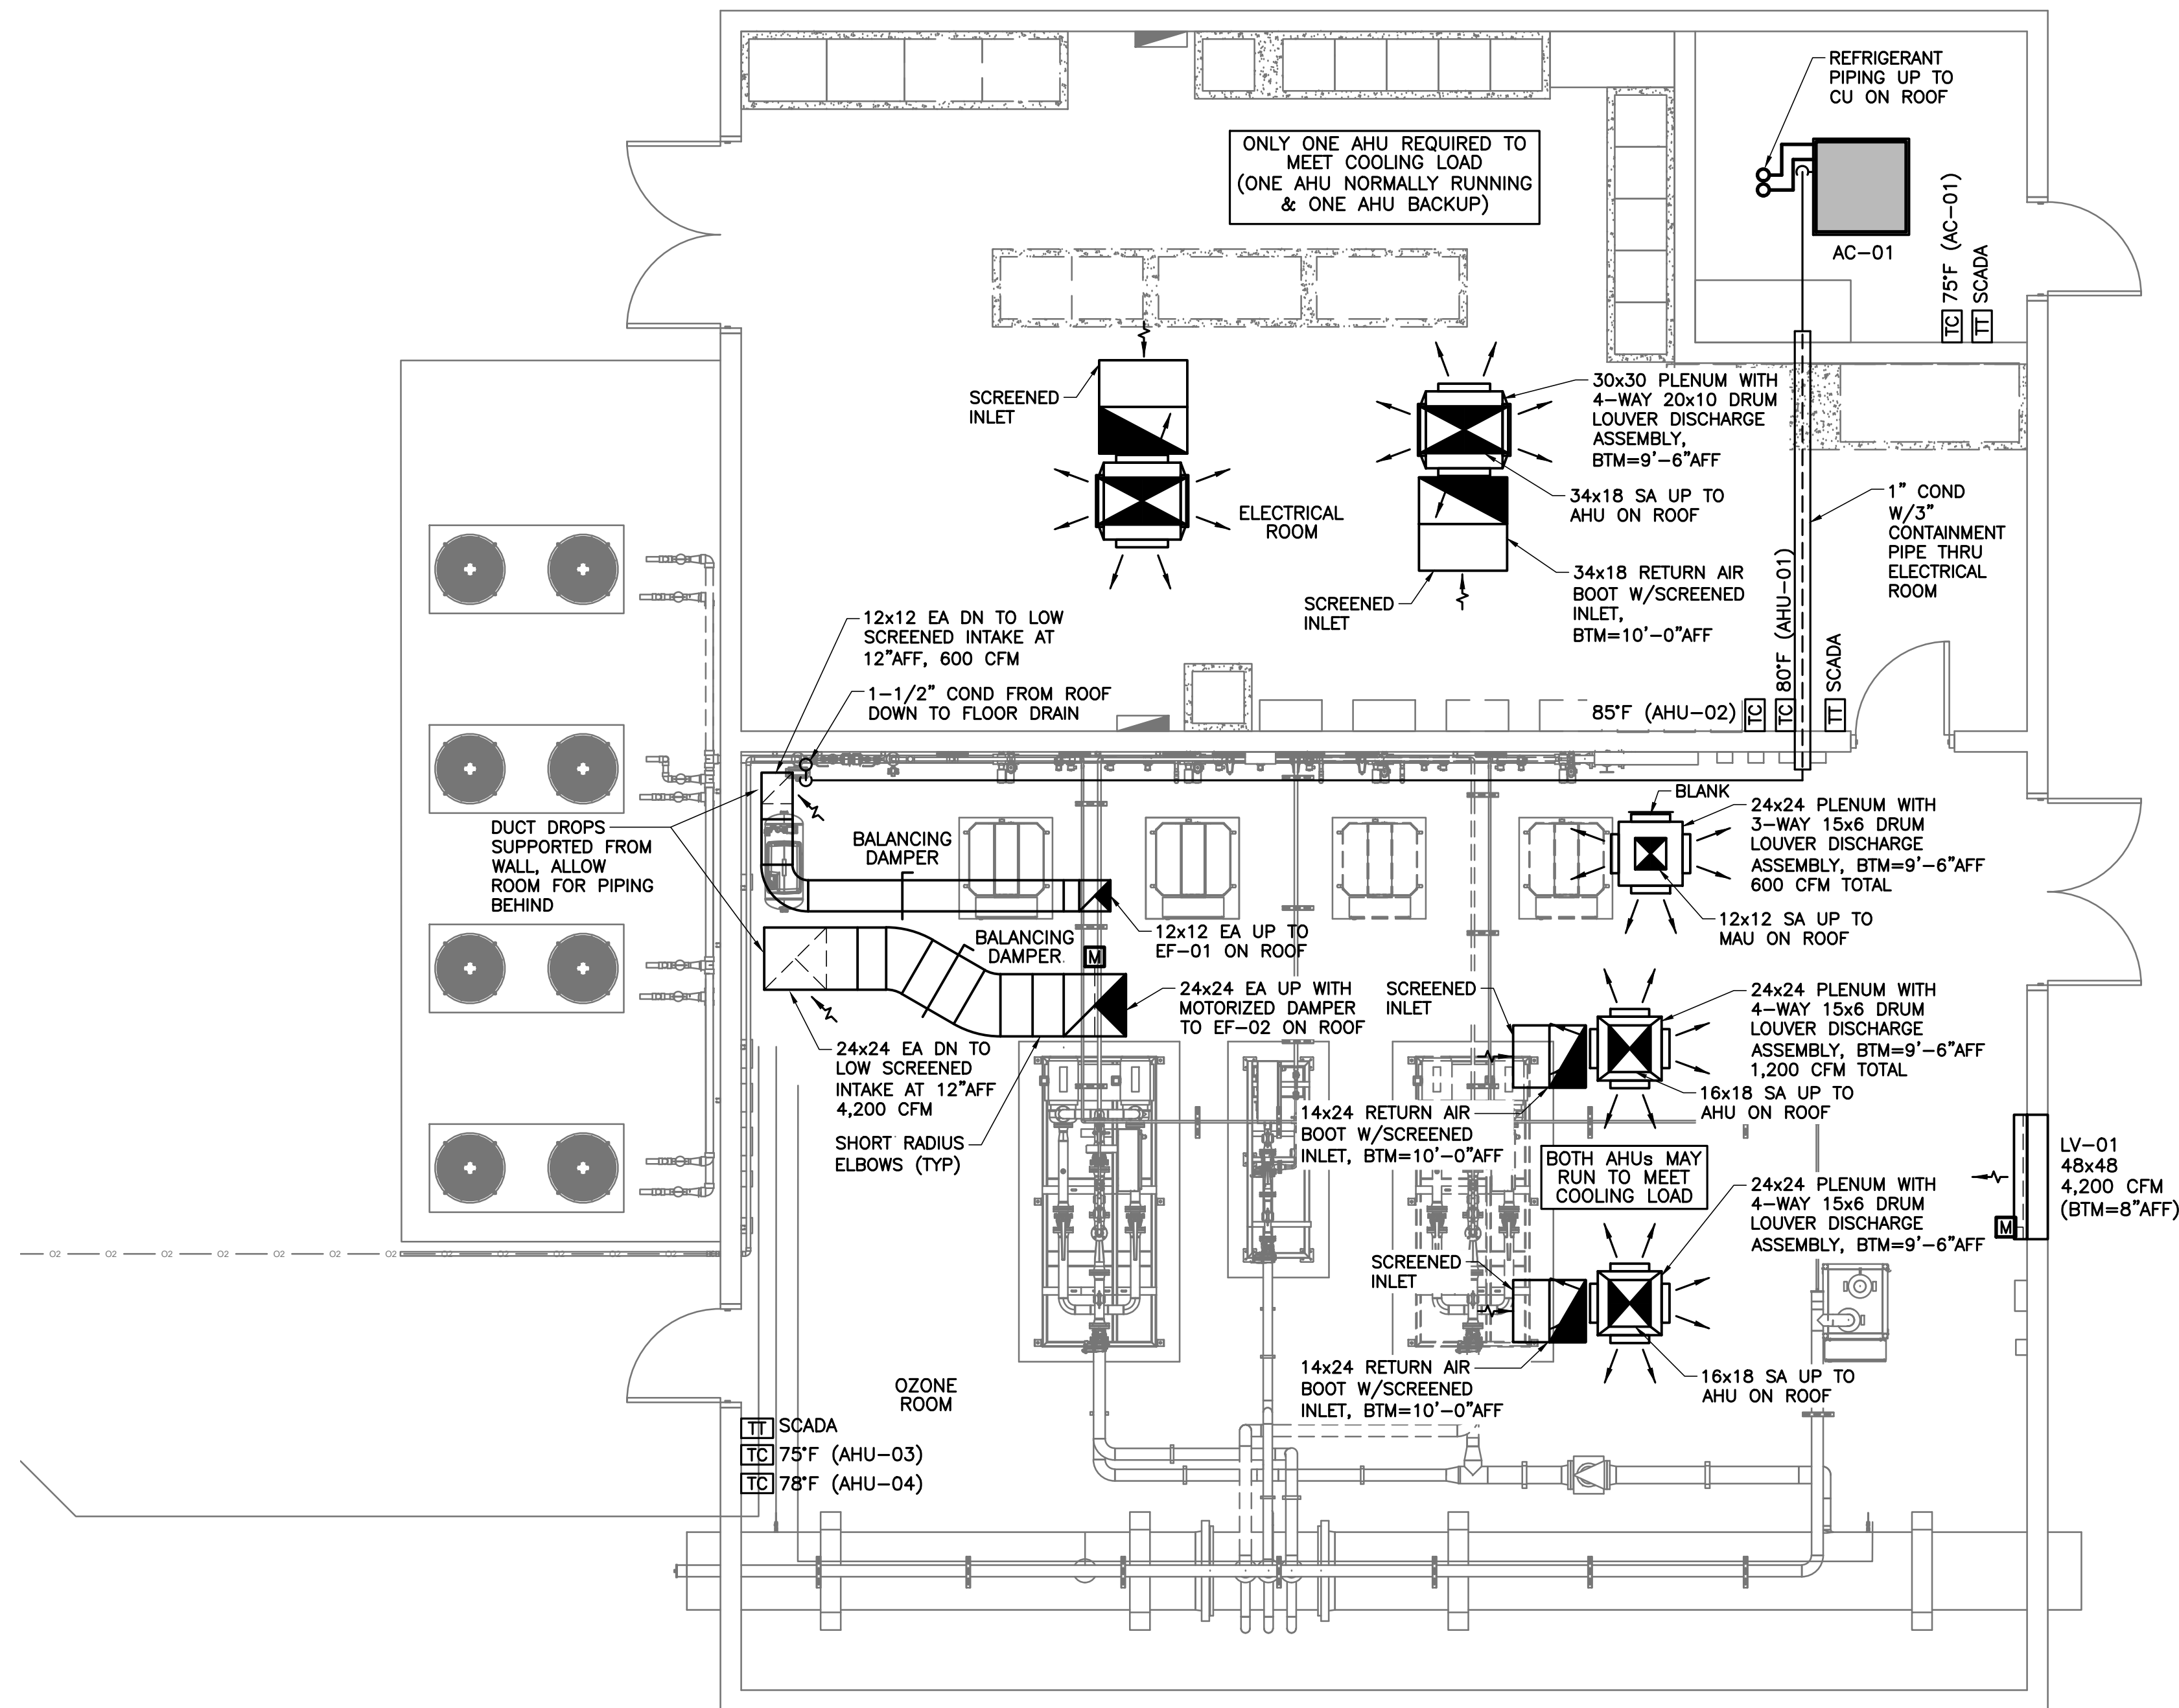 REFRIGERANT
PIPING UP TO
CU ON ROOF
ONLY ONE AHU REQUIRED TO
MEET COOLING LOAD
(ONE AHU NORMALLY RUNNING
& ONE AHU BACKUP)
AC-01
TC 75°F (AC-01)
TT SCADA
SCREENED
INLET
30x30 PLENUM WITH
4-WAY 20x10 DRUM
LOUVER DISCHARGE
ASSEMBLY,
BTM=9'-6"AFF
34x18 SA UP TO
AHU ON ROOF
ELECTRICAL
ROOM
1" COND
W/3"
CONTAINMENT
PIPE THRU
ELECTRICAL
ROOM
34x18 RETURN AIR
BOOT W/SCREENED
INLET,
BTM=10'-0"AFF
SCREENED
INLET
12x12 EA DN TO LOW
SCREENED INTAKE AT
12"AFF, 600 CFM
1-1/2" COND FROM ROOF
DOWN TO FLOOR DRAIN
85°F (AHU-02) TC
TC 80°F (AHU-01)
TT SCADA
BLANK
24x24 PLENUM WITH
3-WAY 15x6 DRUM
LOUVER DISCHARGE
ASSEMBLY, BTM=9'-6"AFF
600 CFM TOTAL
12x12 SA UP TO
MAU ON ROOF
DUCT DROPS
SUPPORTED FROM
WALL, ALLOW
ROOM FOR PIPING
BEHIND
BALANCING
DAMPER
12x12 EA UP TO
EF-01 ON ROOF
BALANCING
DAMPER
M
24x24 EA UP WITH
MOTORIZED DAMPER
TO EF-02 ON ROOF
SCREENED
INLET
24x24 PLENUM WITH
4-WAY 15x6 DRUM
LOUVER DISCHARGE
ASSEMBLY, BTM=9'-6"AFF
1,200 CFM TOTAL
16x18 SA UP TO
AHU ON ROOF
24x24 EA DN TO
LOW SCREENED
INTAKE AT 12"AFF
4,200 CFM
SHORT RADIUS
ELBOWS (TYP)
14x24 RETURN AIR
BOOT W/SCREENED
INLET, BTM=10'-0"AFF
BOTH AHUs MAY
RUN TO MEET
COOLING LOAD
LV-01
48x48
4,200 CFM
(BTM=8"AFF)
M
24x24 PLENUM WITH
4-WAY 15x6 DRUM
LOUVER DISCHARGE
ASSEMBLY, BTM=9'-6"AFF
SCREENED
INLET
O2 O2 O2 O2 O2 O2 O2 O2 O2 O2 O2 O2
14x24 RETURN AIR
BOOT W/SCREENED
INLET, BTM=10'-0"AFF
16x18 SA UP TO
AHU ON ROOF
OZONE
ROOM
TT SCADA
TC 75°F (AHU-03)
TC 78°F (AHU-04)